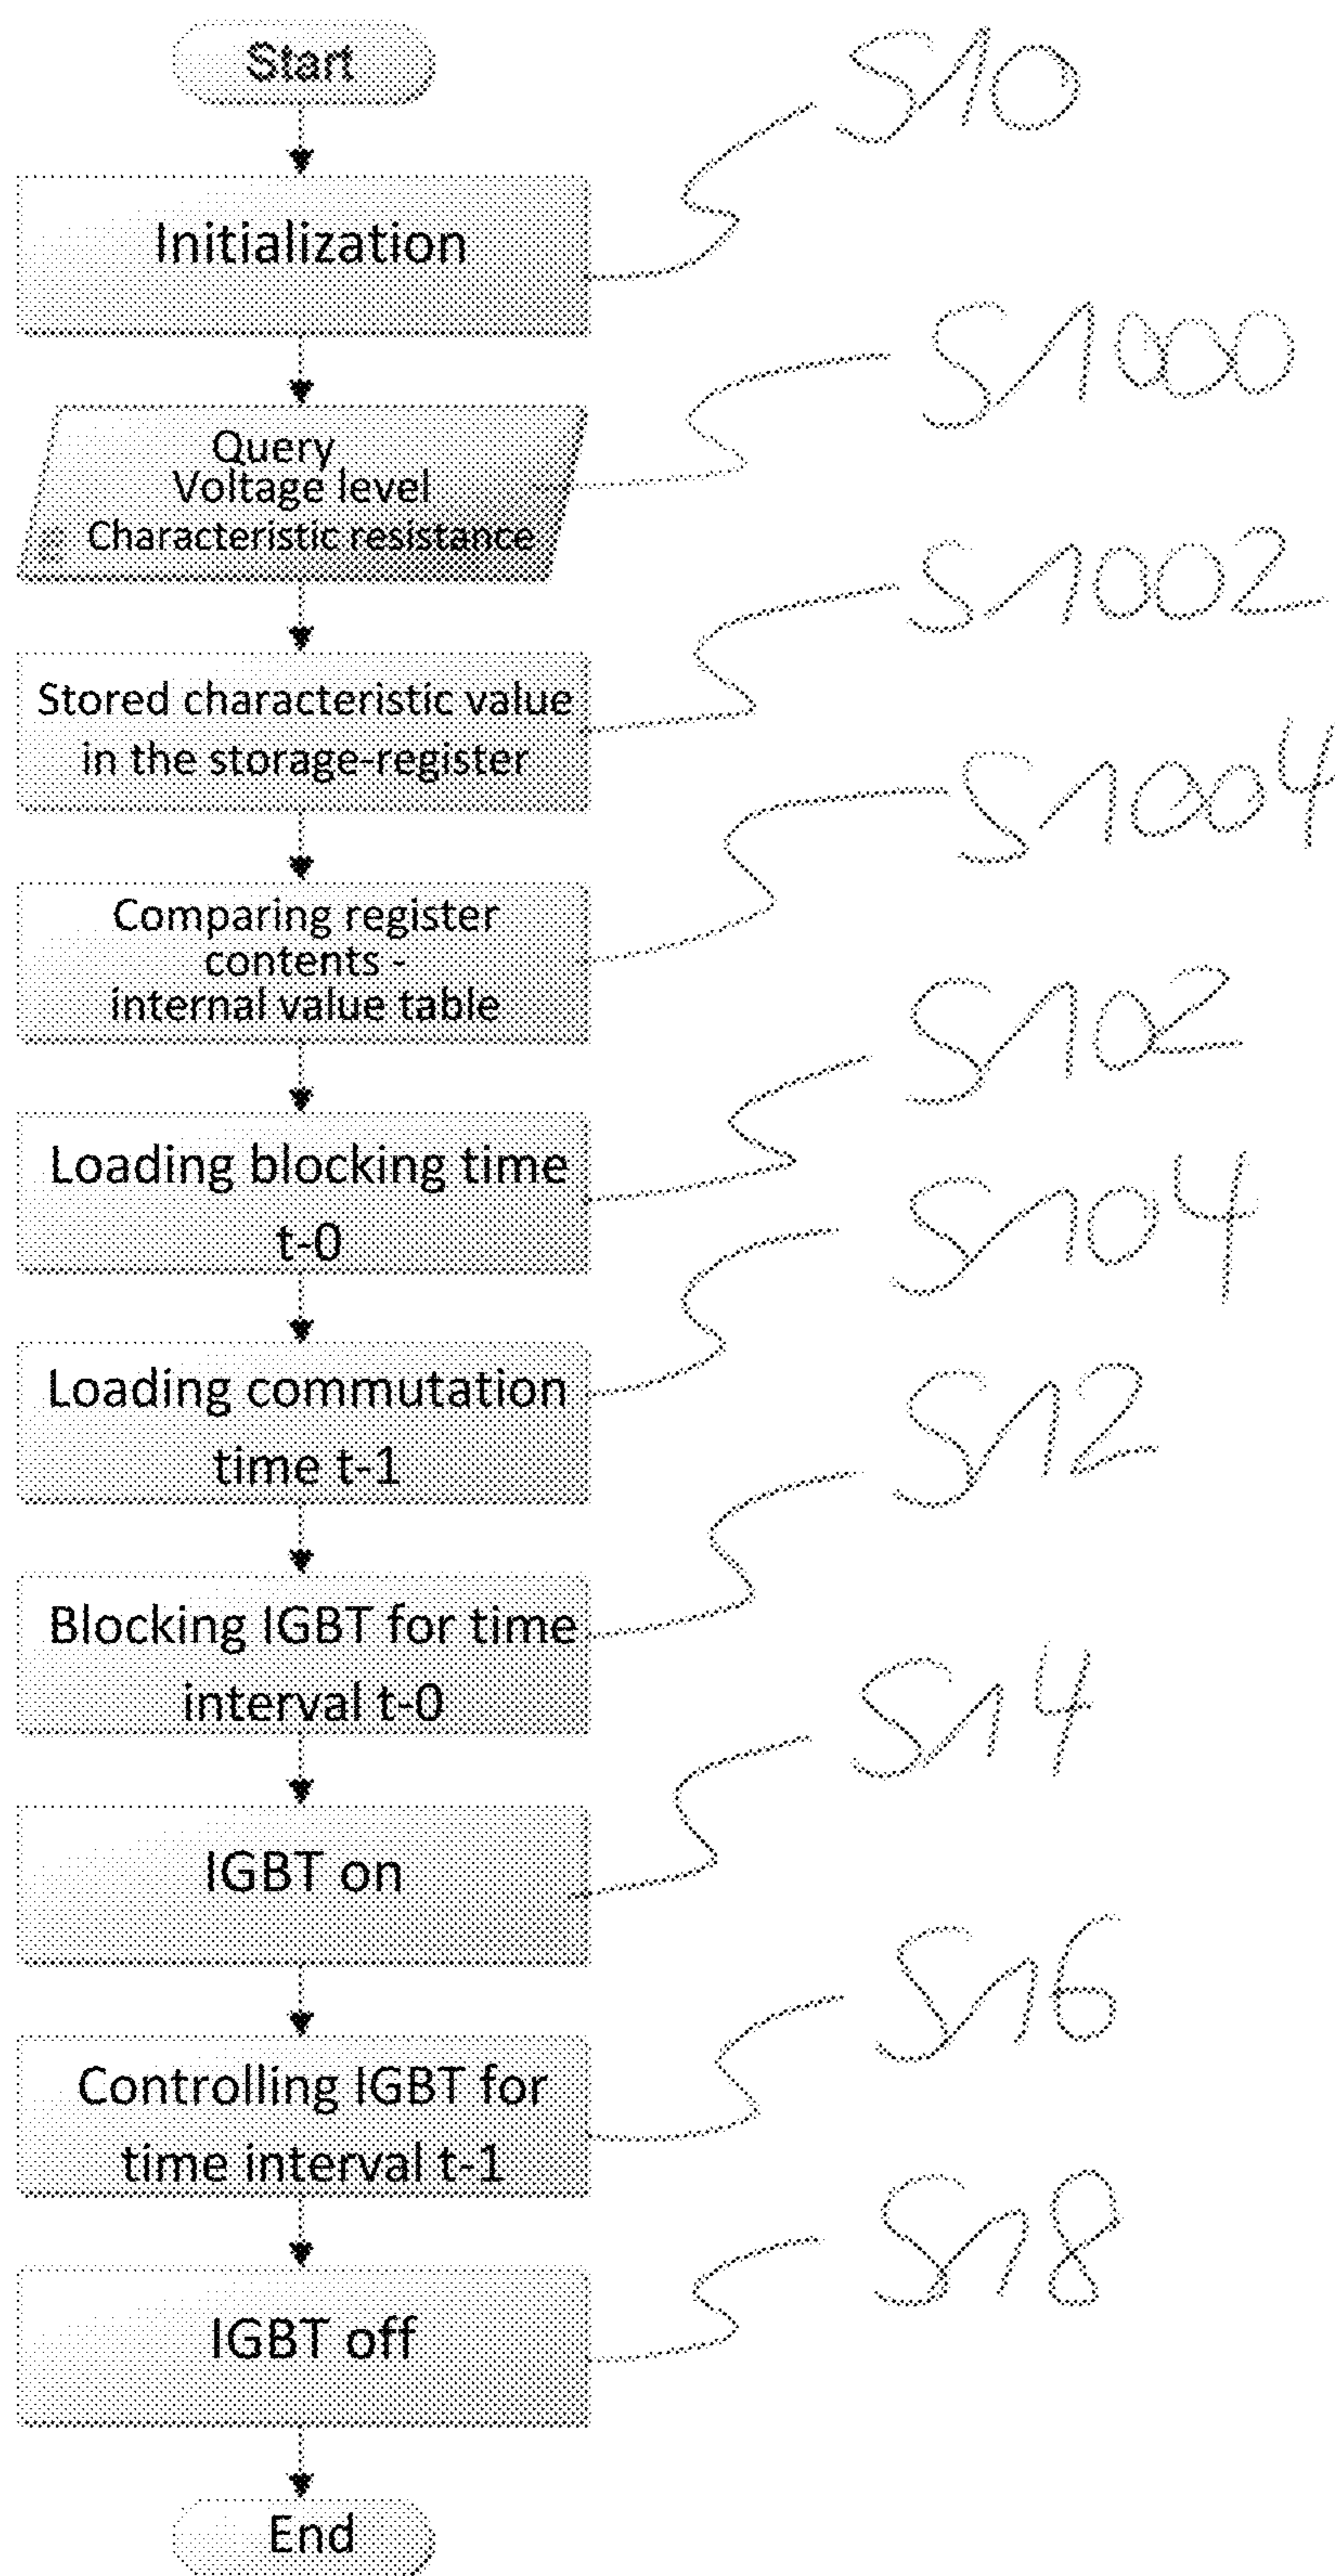 Start
S10
Initialization
S1000
Query
Voltage level
Characteristic resistance
S1002
Stored characteristic value
in the storage-register
S1004
Comparing register
contents -
internal value table
S102
Loading blocking time
t-0
S104
Loading commutation
time t-1
S12
Blocking IGBT for time
interval t-0
S14
IGBT on
S16
Controlling IGBT for
time interval t-1
S18
IGBT off
End